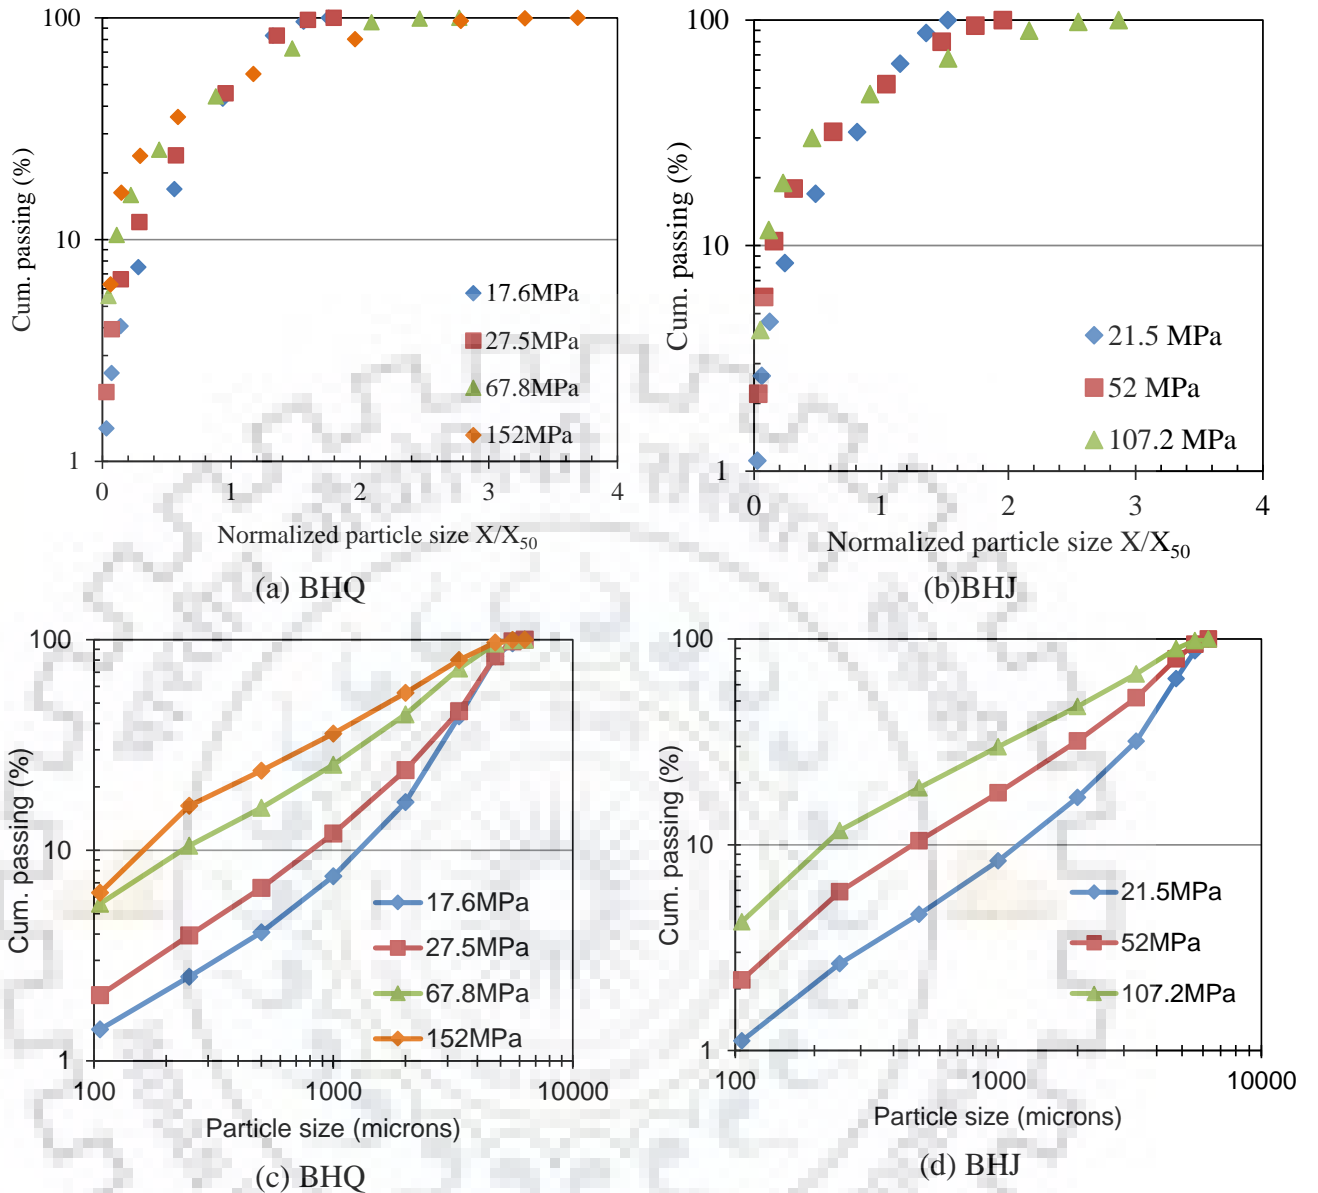 100
10
1
Cum. passing (%)
0 1 2 3 4
Normalized particle size X/X50
17.6MPa
27.5MPa
67.8MPa
152MPa
(a) BHQ
100
10
1
Cum. passing (%)
0 1 2 3 4
Normalized particle size X/X50
21.5 MPa
52 MPa
107.2 MPa
(b)BHJ
100
10
1
Cum. passing (%)
100 1000 10000
Particle size (microns)
17.6MPa
27.5MPa
67.8MPa
152MPa
(c) BHQ
100
10
1
Cum. passing (%)
100 1000 10000
Particle size (microns)
21.5MPa
52MPa
107.2MPa
(d) BHJ